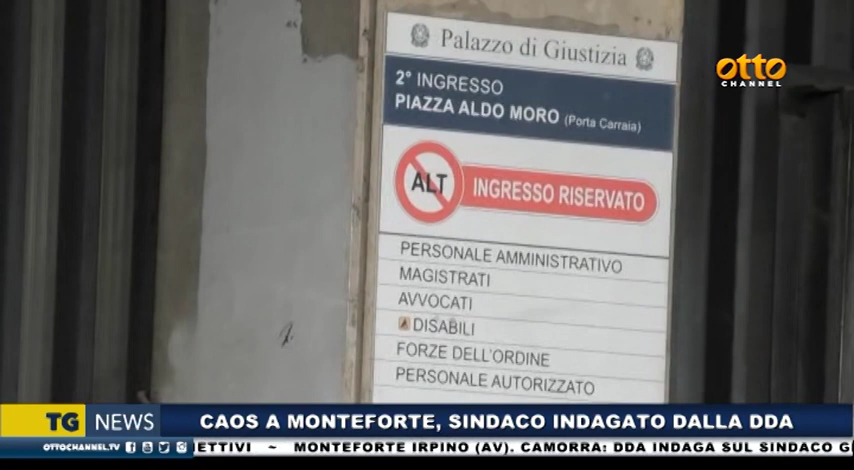 Palazzo di Giustizia
otto
CHANNEL
2° INGRESSO
PIAZZA ALDO MORO (Porta Carraia)
ALT
INGRESSO RISERVATO
PERSONALE AMMINISTRATIVO
MAGISTRATI
AVVOCATI
DISABILI
FORZE DELL'ORDINE
PERSONALE AUTORIZZATO
TG NEWS
CAOS A MONTEFORTE, SINDACO INDAGATO DALLA DDA
OTTOCHANNEL.TV
IETTIVI ~ MONTEFORTE IRPINO (AV). CAMORRA: DDA INDAGA SUL SINDACO G